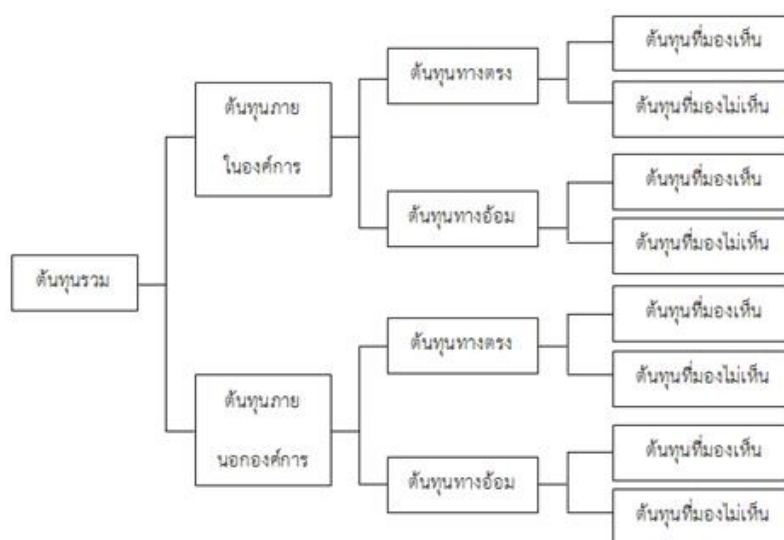 ต้นทุนรวม
ต้นทุนภาย
ในองค์การ
ต้นทุนทางตรง
ต้นทุนที่มองเห็น
ต้นทุนที่มองไม่เห็น
ต้นทุนทางอ้อม
ต้นทุนที่มองเห็น
ต้นทุนที่มองไม่เห็น
ต้นทุนภาย
นอกองค์การ
ต้นทุนทางตรง
ต้นทุนที่มองเห็น
ต้นทุนที่มองไม่เห็น
ต้นทุนทางอ้อม
ต้นทุนที่มองเห็น
ต้นทุนที่มองไม่เห็น